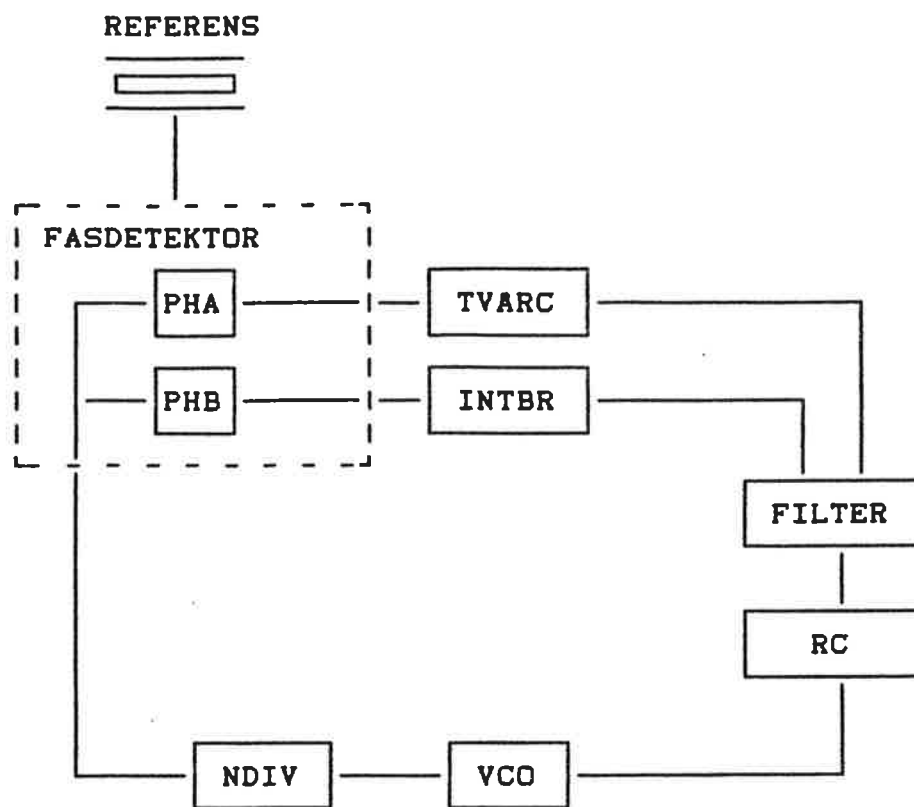 REFERENS
FASDETEKTOR
PHA
TVARC
PHB
INTBR
FILTER
RC
NDIV
VCO